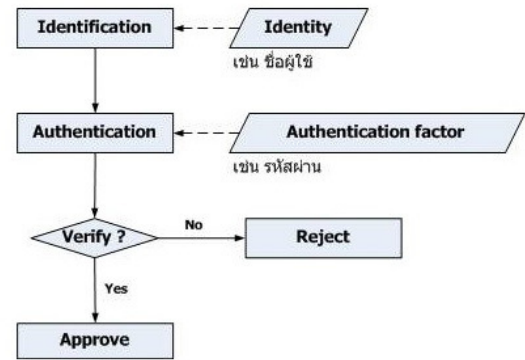 Identification
Identity
เช่น ชื่อผู้ใช้
Authentication
Authentication factor
เช่น รหัสผ่าน
Verify ?
No
Reject
Yes
Approve